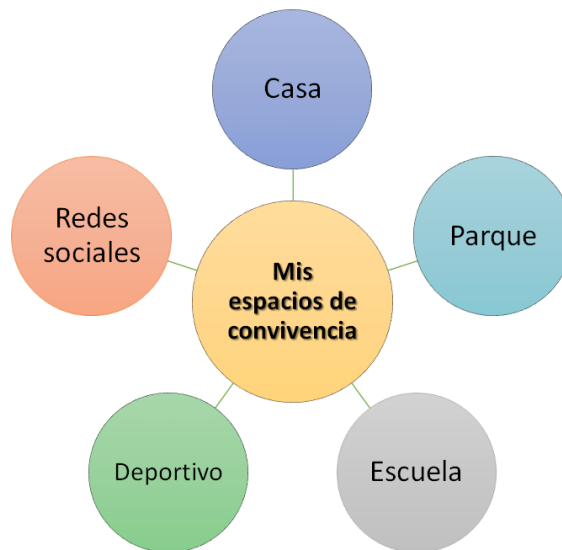 Casa
Redes
sociales
Parque
Mis
espacios de
convivencia
Deportivo
Escuela